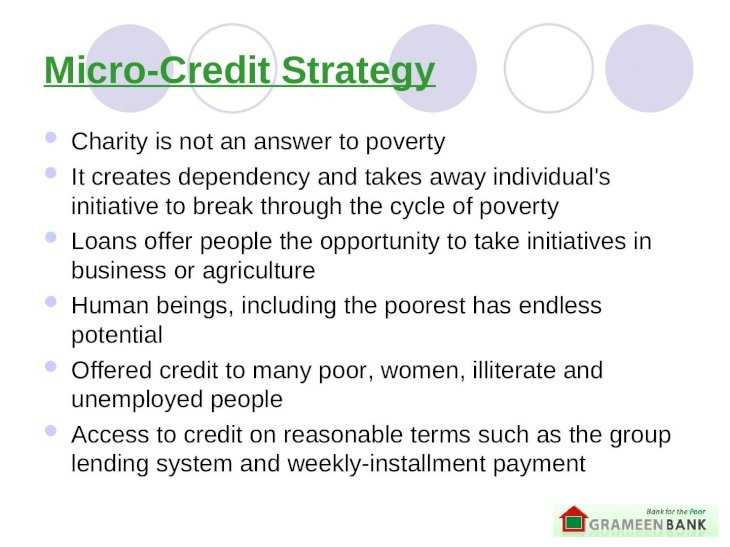 Micro-Credit Strategy
Charity is not an answer to poverty
It creates dependency and takes away individual's
initiative to break through the cycle of poverty
Loans offer people the opportunity to take initiatives in
business or agriculture
Human beings, including the poorest has endless
potential
Offered credit to many poor, women, illiterate and
unemployed people
Access to credit on reasonable terms such as the group
lending system and weekly-installment payment
Bank for the Poor
GRAMEEN BANK